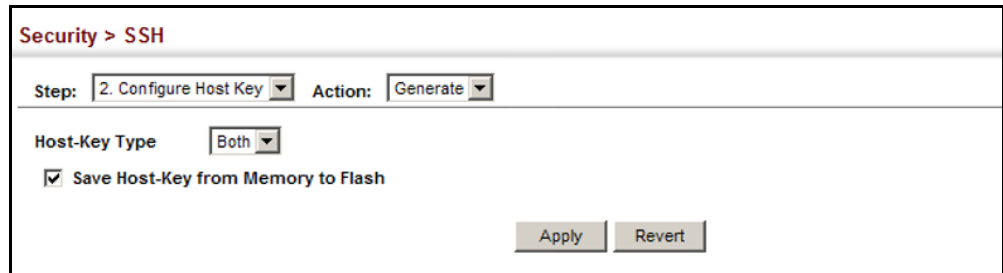 Security > SSH
Step: 2. Configure Host Key Action: Generate
Host-Key Type Both
Save Host-Key from Memory to Flash
Apply Revert